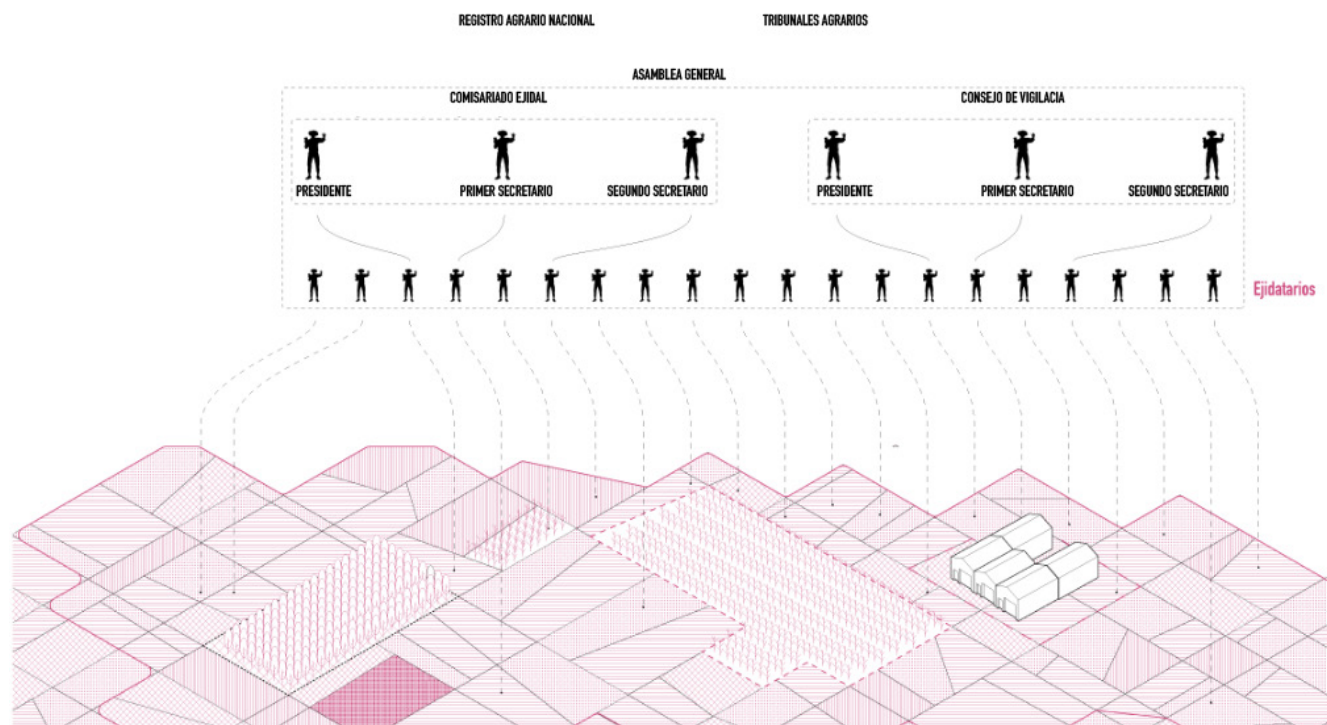 REGISTRO AGRARIO NACIONAL
TRIBUNALES AGRARIOS
ASAMBLEA GENERAL
COMISARIADO EJIDAL
CONSEJO DE VIGILACIA
PRESIDENTE
PRIMER SECRETARIO
SEGUNDO SECRETARIO
PRESIDENTE
PRIMER SECRETARIO
SEGUNDO SECRETARIO
Ejidatarios